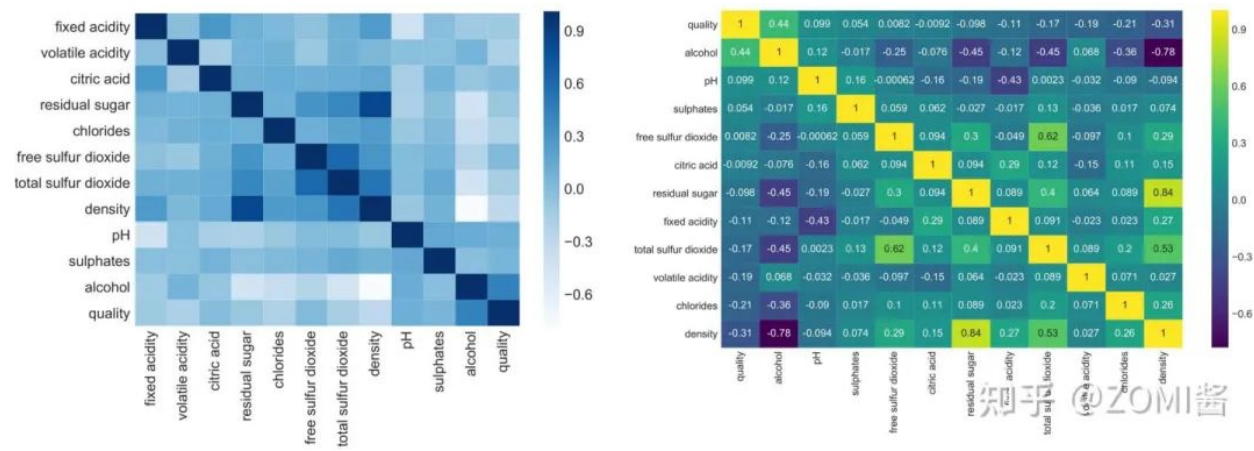 fixed acidity
volatile acidity
citric acid
residual sugar
chlorides
free sulfur dioxide
total sulfur dioxide
density
pH
sulphates
alcohol
quality
fixed acidity
volatile acidity
citric acid
residual sugar
chlorides
free sulfur dioxide
total sulfur dioxide
density
pH
sulphates
alcohol
quality
0.9
0.6
0.3
0.0
−0.3
−0.6
quality 1 0.44 0.099 0.054 0.0082 -0.0092 -0.098 -0.11 -0.17 -0.19 -0.21 -0.31
alcohol 0.44 1 0.12 -0.017 -0.25 -0.076 -0.45 -0.12 -0.45 0.068 -0.36 -0.78
pH 0.099 0.12 1 0.16 -0.00062 -0.16 -0.19 -0.43 0.0023 -0.032 -0.09 -0.094
sulphates 0.054 -0.017 0.16 1 0.059 0.062 -0.027 -0.017 0.13 -0.036 0.017 0.074
free sulfur dioxide 0.0082 -0.25 -0.00062 0.059 1 0.094 0.3 -0.049 0.62 -0.097 0.1 0.29
citric acid -0.0092 -0.076 -0.16 0.062 0.094 1 0.094 0.29 0.12 -0.15 0.11 0.15
residual sugar -0.098 -0.45 -0.19 -0.027 0.3 0.094 1 0.089 0.4 0.064 0.089 0.84
fixed acidity -0.11 -0.12 -0.43 -0.017 -0.049 0.29 0.089 1 0.091 -0.023 0.023 0.27
total sulfur dioxide -0.17 -0.45 0.0023 0.13 0.62 0.12 0.4 0.091 1 0.089 0.2 0.53
volatile acidity -0.19 0.068 -0.032 -0.036 -0.097 -0.15 0.064 -0.023 0.089 1 0.071 0.027
chlorides -0.21 -0.36 -0.09 0.017 0.1 0.11 0.089 0.023 0.2 0.071 1 0.26
density -0.31 -0.78 -0.094 0.074 0.29 0.15 0.84 0.27 0.53 0.027 0.26 1
quality
alcohol
pH
sulphates
free sulfur dioxide
citric acid
residual sugar
acidity
total sulfur dioxide
acidity
chlorides
density
0.9
0.6
0.3
0.0
−0.3
−0.6
知乎 @ZOMI酱